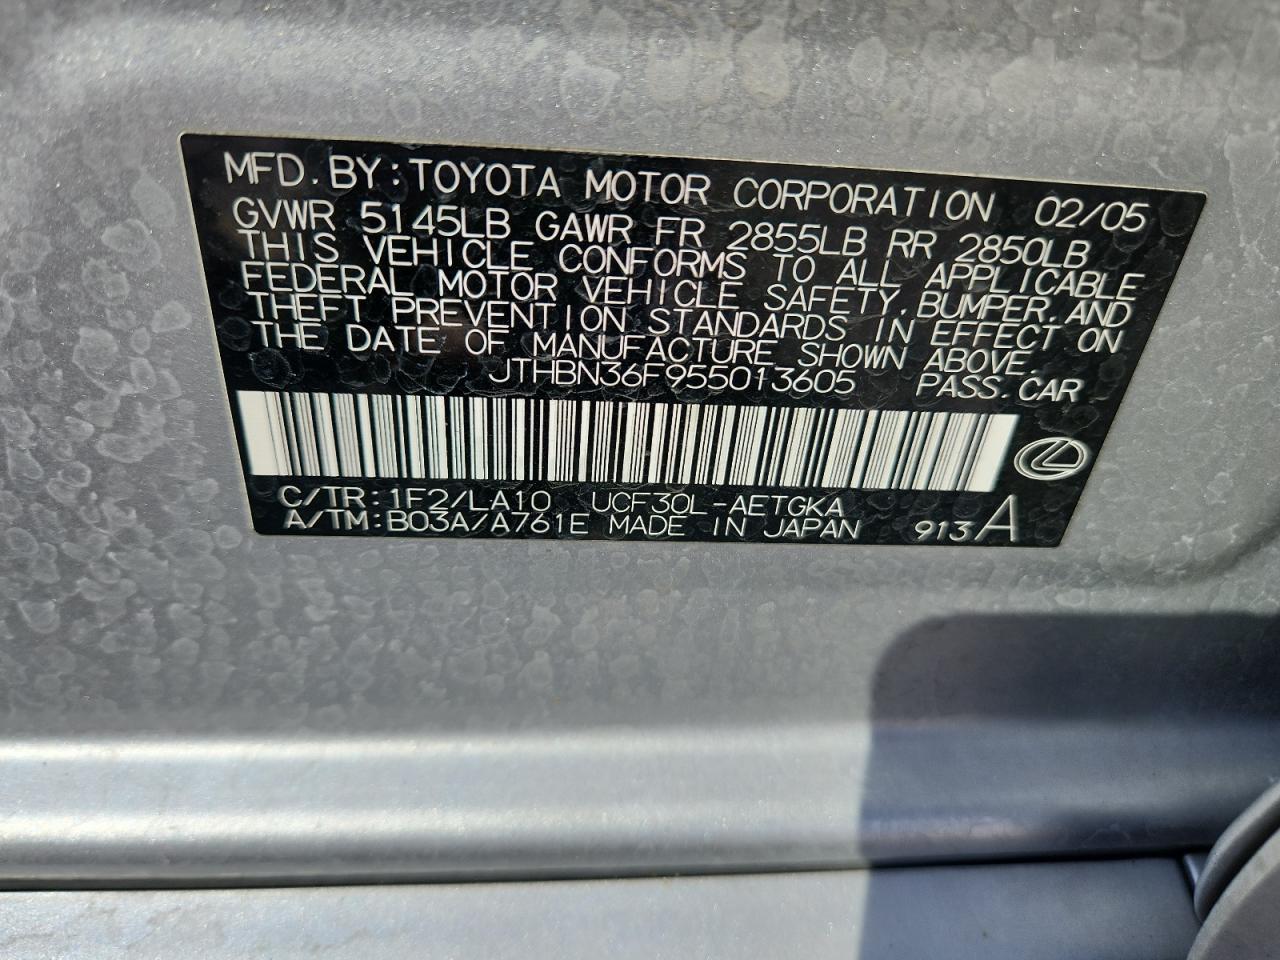 MFD. BY: TOYOTA MOTOR CORPORATION 02/05
GVWR 5145LB GAWR FR 2855LB RR 2850LB
THIS VEHICLE CONFORMS TO ALL APPLICABLE
FEDERAL MOTOR VEHICLE SAFETY, BUMPER, AND
THEFT PREVENTION STANDARDS IN EFFECT ON
THE DATE OF MANUFACTURE SHOWN ABOVE.
JTHBN36F955013605 PASS. CAR
C/TR: 1F2/LA10 UCF30L-AETGKA
A/TM: B03A/A761E MADE IN JAPAN 913 A